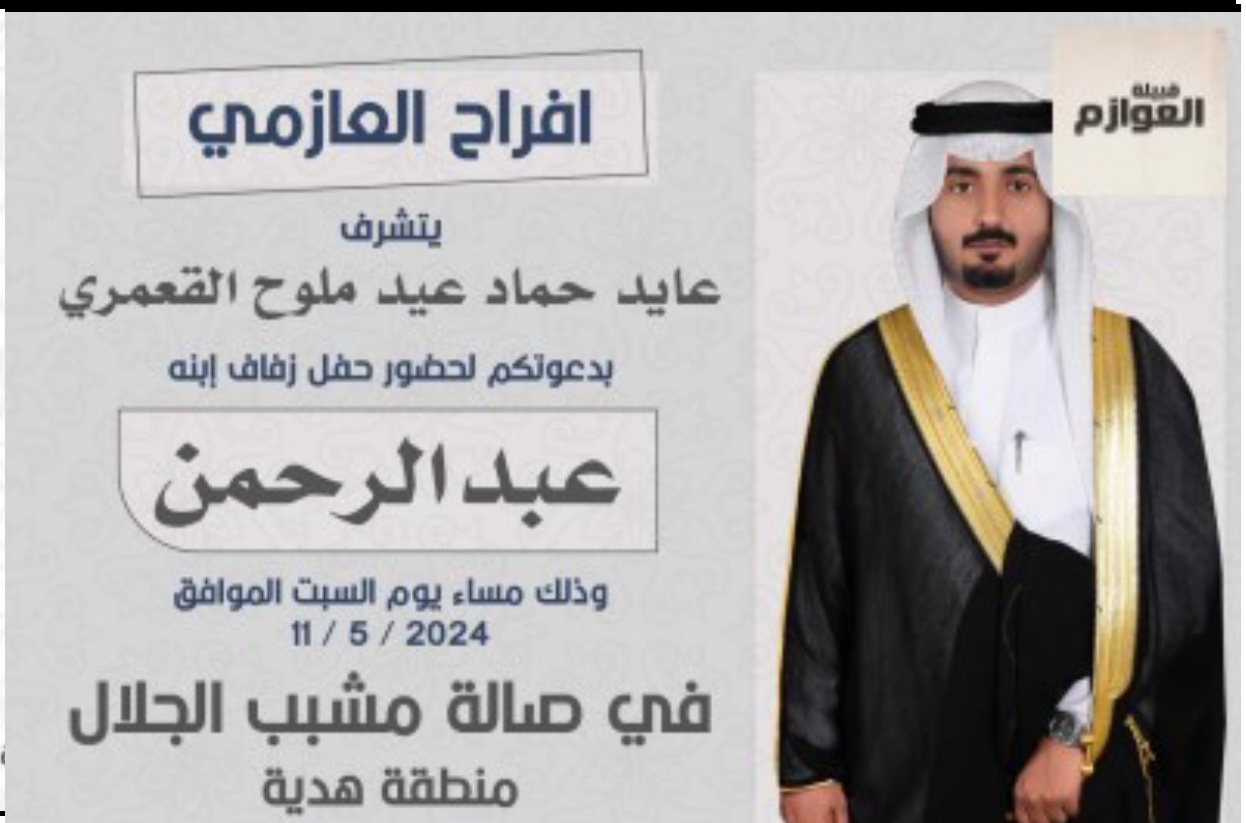 افراح العازمي
قبيلة
العوازم
يتشرف
عايد حماد عيد ملوح القعمري
بدعوتكم لحضور حفل زفاف إبنه
عبدالرحمن
وذلك مساء يوم السبت الموافق
11 / 5 / 2024
في صالة مشبب الجلال
منطقة هدية